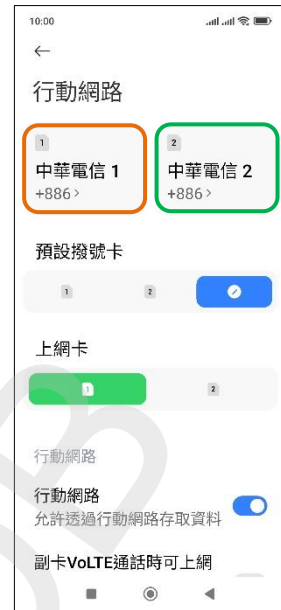 10:00
行動網路
1
2
中華電信 1
中華電信 2
+886 >
+886 >
預設撥號卡
1
2
上網卡
1
2
行動網路
行動網路
允許透過行動網路存取資料
副卡VoLTE通話時可上網